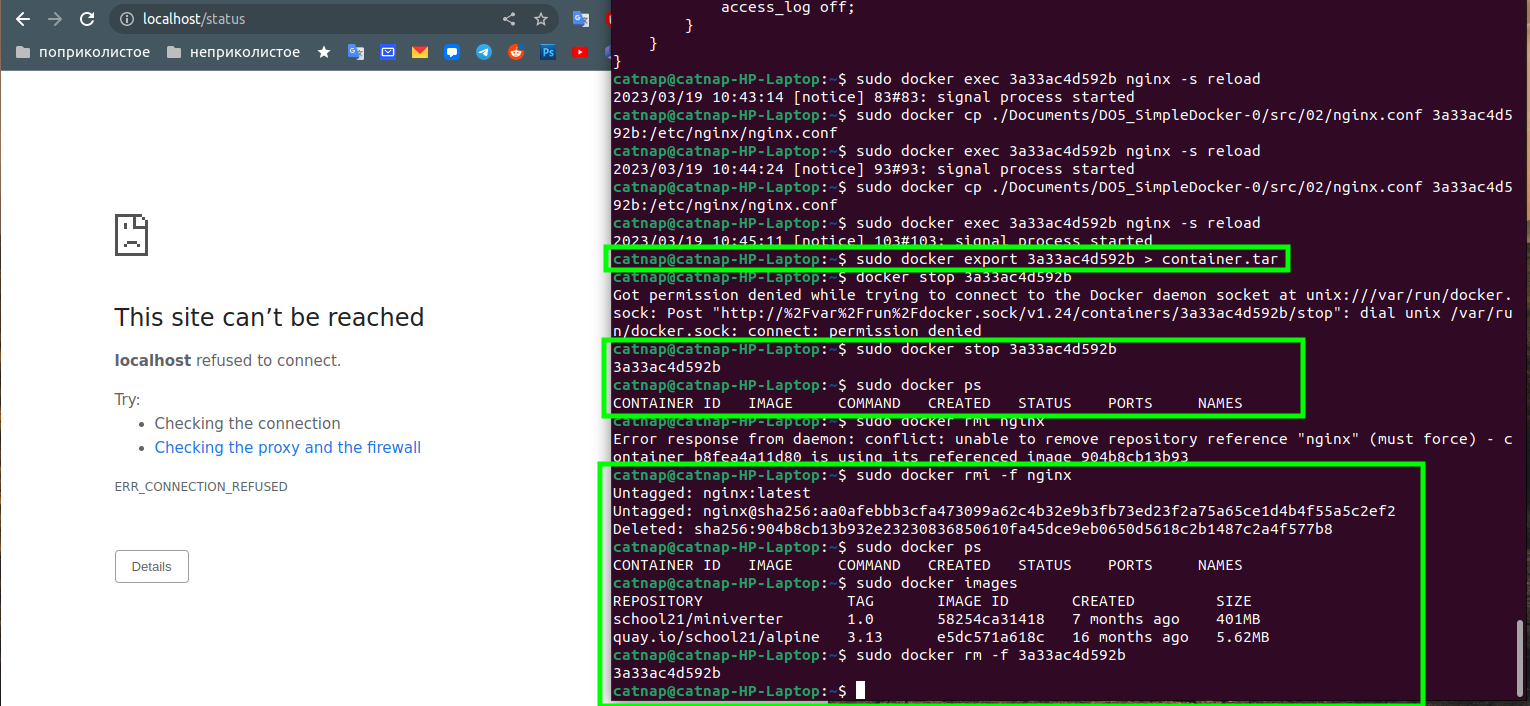 localhost/status
поприколистое
неприколистое
Ps
This site can't be reached
localhost refused to connect.
Try:
• Checking the connection
• Checking the proxy and the firewall
ERR_CONNECTION_REFUSED
Details
access_log off;
}
}
}
catnap@catnap-HP-Laptop:~$ sudo docker exec 3a33ac4d592b nginx -s reload
2023/03/19 10:43:14 [notice] 83#83: signal process started
catnap@catnap-HP-Laptop:~$ sudo docker cp ./Documents/DO5_SimpleDocker-0/src/02/nginx.conf 3a33ac4d5
92b:/etc/nginx/nginx.conf
catnap@catnap-HP-Laptop:~$ sudo docker exec 3a33ac4d592b nginx -s reload
2023/03/19 10:44:24 [notice] 93#93: signal process started
catnap@catnap-HP-Laptop:~$ sudo docker cp ./Documents/DO5_SimpleDocker-0/src/02/nginx.conf 3a33ac4d5
92b:/etc/nginx/nginx.conf
catnap@catnap-HP-Laptop:~$ sudo docker exec 3a33ac4d592b nginx -s reload
2023/03/19 10:45:11 [notice] 103#103: signal process started
catnap@catnap-HP-Laptop:~$ sudo docker export 3a33ac4d592b > container.tar
catnap@catnap-HP-Laptop:~$ docker stop 3a33ac4d592b
Got permission denied while trying to connect to the Docker daemon socket at unix:///var/run/docker.
sock: Post "http://%2Fvar%2Frun%2Fdocker.sock/v1.24/containers/3a33ac4d592b/stop": dial unix /var/ru
n/docker.sock: connect: permission denied
catnap@catnap-HP-Laptop:~$ sudo docker stop 3a33ac4d592b
3a33ac4d592b
catnap@catnap-HP-Laptop:~$ sudo docker ps
CONTAINER ID   IMAGE     COMMAND   CREATED   STATUS    PORTS     NAMES
catnap@catnap-HP-Laptop:~$ sudo docker rmi nginx
Error response from daemon: conflict: unable to remove repository reference "nginx" (must force) - c
ontainer b8fea4a11d80 is using its referenced image 904b8cb13b93
catnap@catnap-HP-Laptop:~$ sudo docker rmi -f nginx
Untagged: nginx:latest
Untagged: nginx@sha256:aa0afebbb3cfa473099a62c4b32e9b3fb73ed23f2a75a65ce1d4b4f55a5c2ef2
Deleted: sha256:904b8cb13b932e23230836850610fa45dce9eb0650d5618c2b1487c2a4f577b8
catnap@catnap-HP-Laptop:~$ sudo docker ps
CONTAINER ID   IMAGE     COMMAND   CREATED   STATUS    PORTS     NAMES
catnap@catnap-HP-Laptop:~$ sudo docker images
REPOSITORY                TAG       IMAGE ID       CREATED         SIZE
school21/miniverter       1.0       58254ca31418   7 months ago    401MB
quay.io/school21/alpine   3.13      e5dc571a618c   16 months ago   5.62MB
catnap@catnap-HP-Laptop:~$ sudo docker rm -f 3a33ac4d592b
3a33ac4d592b
catnap@catnap-HP-Laptop:~$